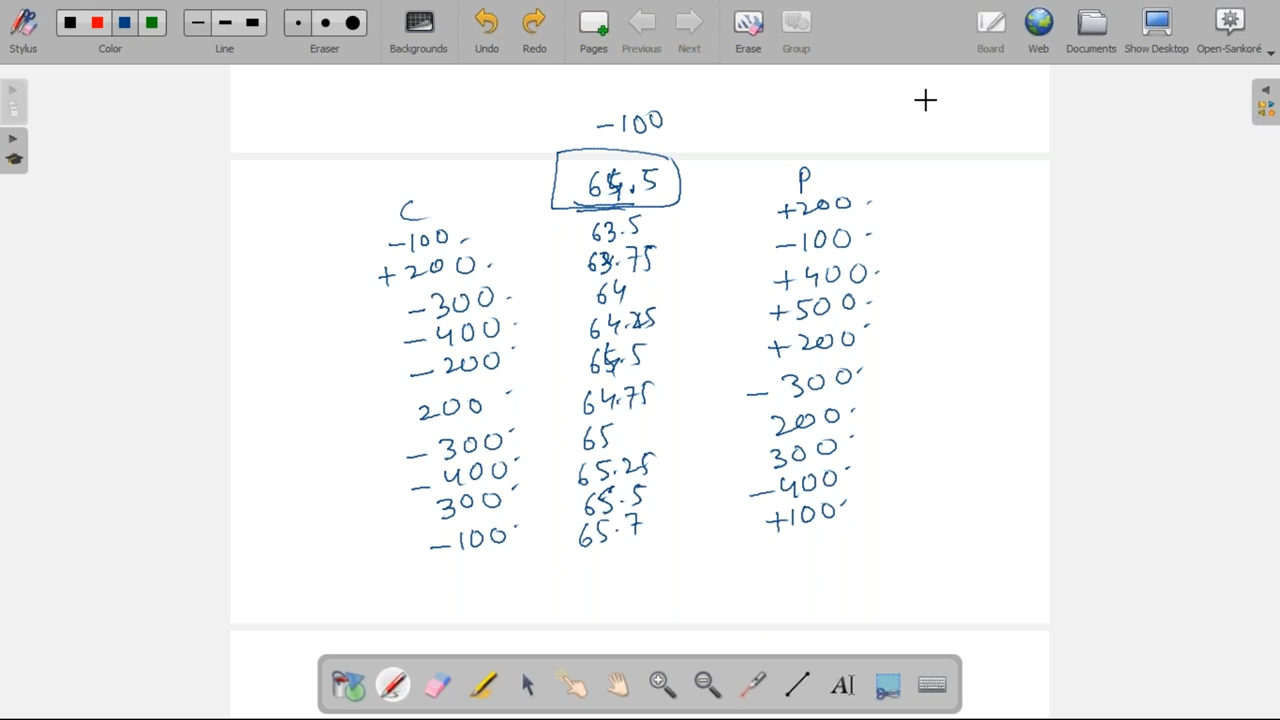 Stylus Color Line Eraser Backgrounds Undo Redo Pages Previous Next Erase Group Board Web Documents Show Desktop Open-Sankoré
-100
64.5
C P
+200
-100 63.5 -100
+200 63.75 +400
-300 64 +500
-400 64.25 +200
-200 64.5 -300
200 64.75 200
-300 65 300
-400 65.25 -400
300 65.5 +100
-100 65.7